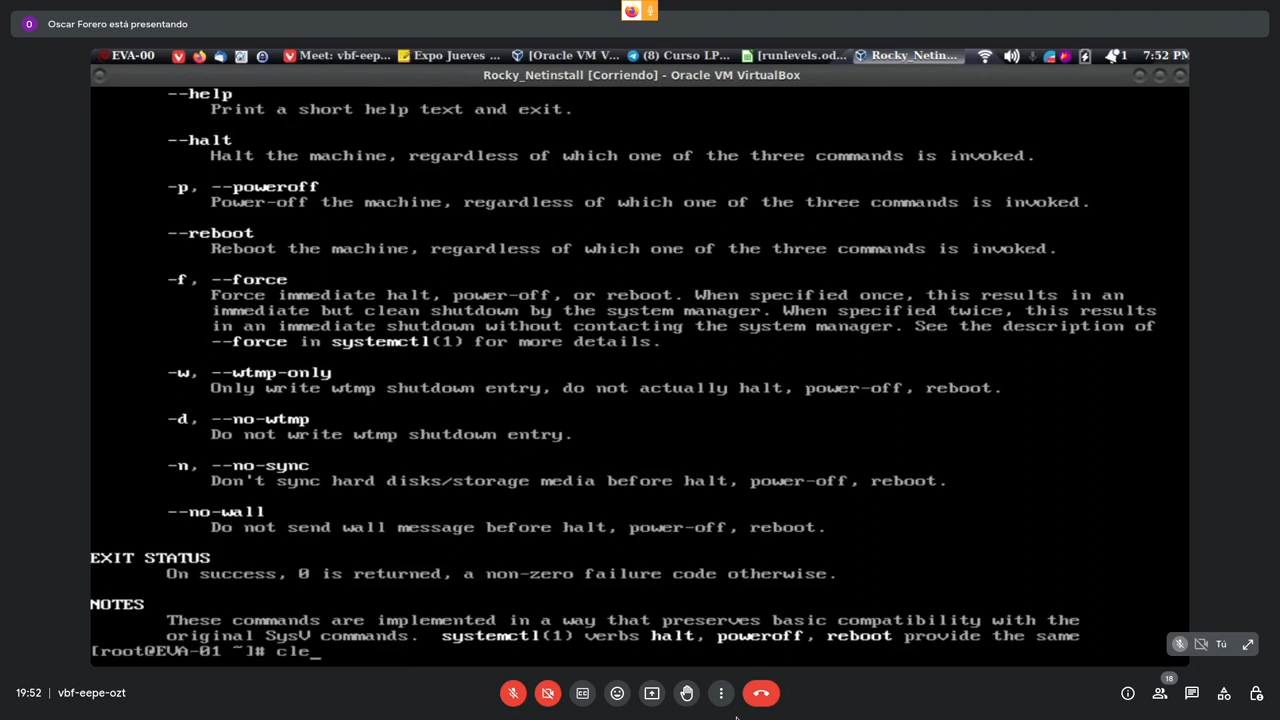 O Oscar Forero está presentando
EVA-00 Meet: vbf-eep... Expo Jueves ... [Oracle VM V... (8) Curso LP... [runlevels.od... Rocky_Netin... 1 7:52 PM
Rocky_Netinstall [Corriendo] - Oracle VM VirtualBox
--help
Print a short help text and exit.
--halt
Halt the machine, regardless of which one of the three commands is invoked.
-p, --poweroff
Power-off the machine, regardless of which one of the three commands is invoked.
--reboot
Reboot the machine, regardless of which one of the three commands is invoked.
-f, --force
Force immediate halt, power-off, or reboot. When specified once, this results in an
immediate but clean shutdown by the system manager. When specified twice, this results
in an immediate shutdown without contacting the system manager. See the description of
--force in systemctl(1) for more details.
-w, --wtmp-only
Only write wtmp shutdown entry, do not actually halt, power-off, reboot.
-d, --no-wtmp
Do not write wtmp shutdown entry.
-n, --no-sync
Don't sync hard disks/storage media before halt, power-off, reboot.
--no-wall
Do not send wall message before halt, power-off, reboot.
EXIT STATUS
On success, 0 is returned, a non-zero failure code otherwise.
NOTES
These commands are implemented in a way that preserves basic compatibility with the
original SysV commands. systemctl(1) verbs halt, poweroff, reboot provide the same
[root@EVA-01 ~]# cle_
Tú
19:52 vbf-eepe-ozt
18